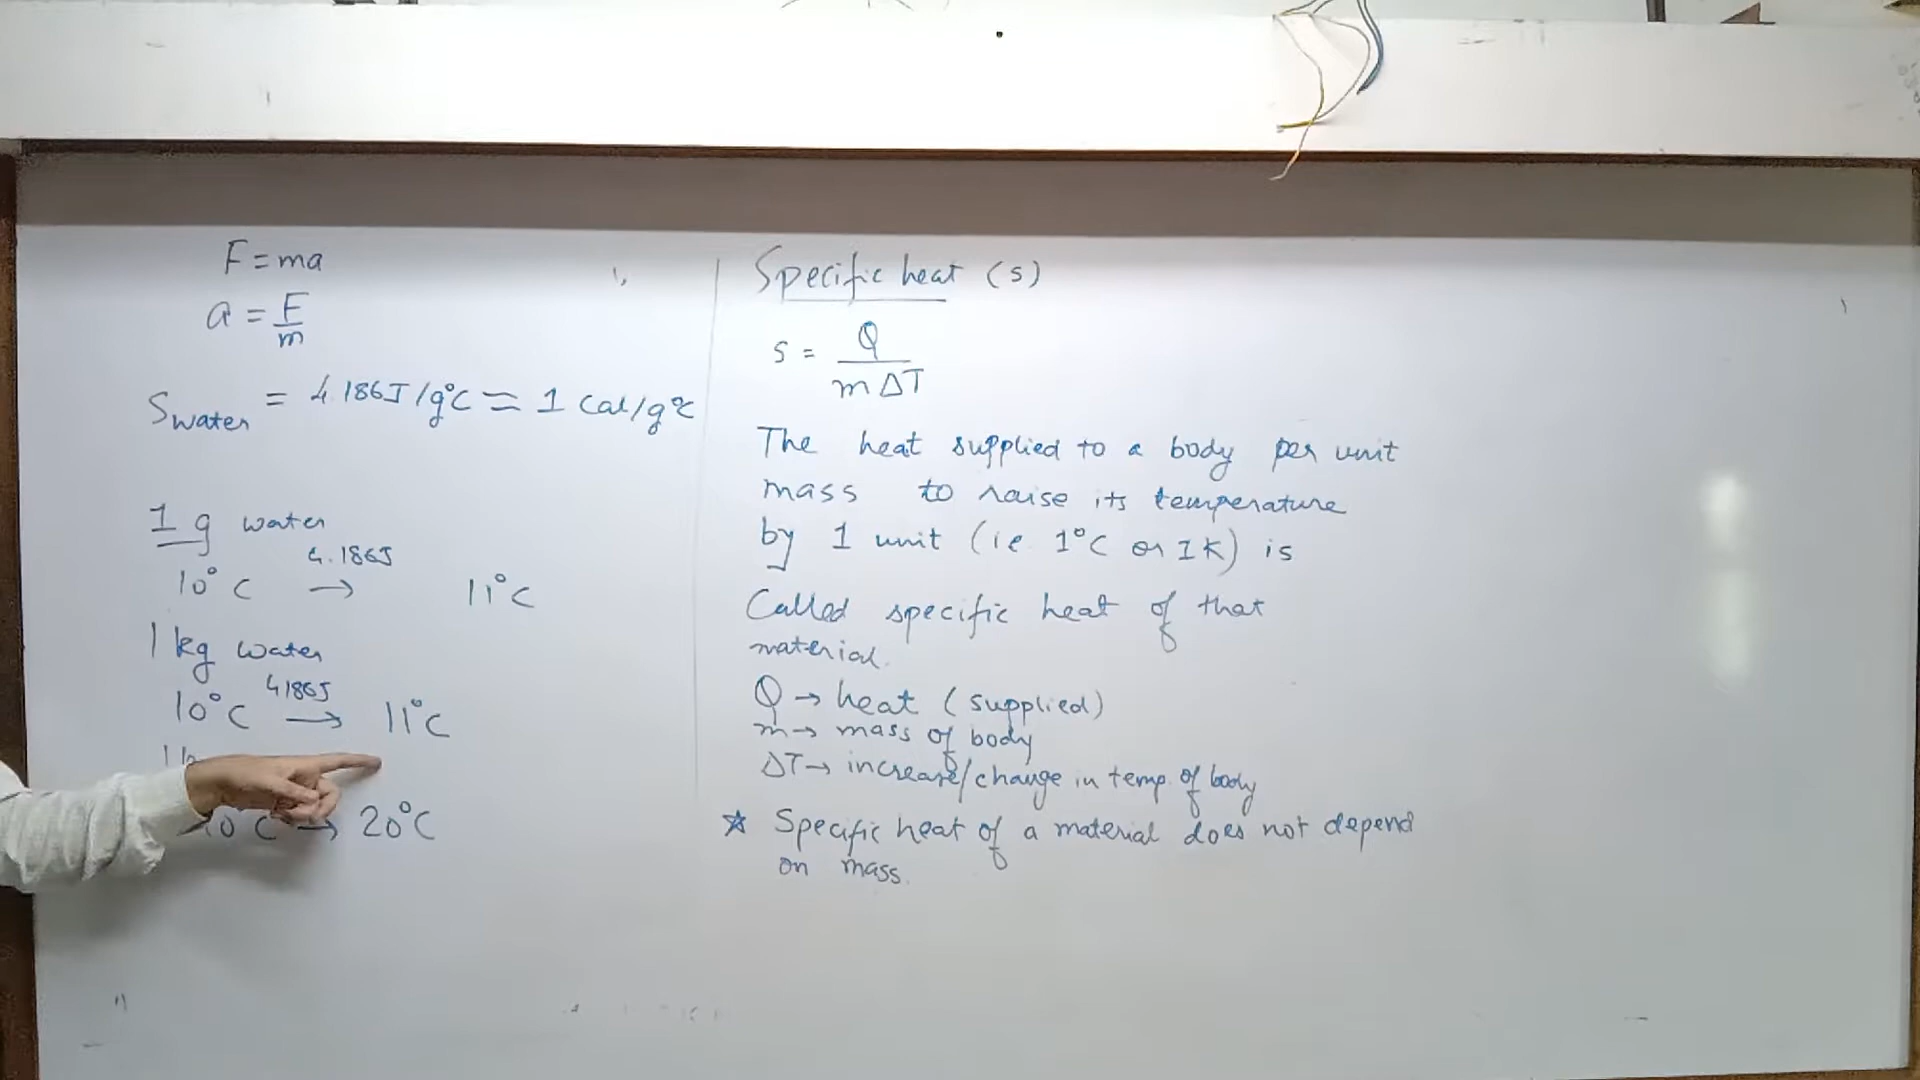 F = ma
a = F/m
S water = 4.186J/g°C ≈ 1 Cal/g°C
1 g water
4.186J
10°C → 11°C
1 kg water
4186J
10°C → 11°C
10°C → 20°C
Specific heat (s)
s = Q / m ΔT
The heat supplied to a body per unit
mass to raise its temperature
by 1 unit (ie. 1°C or 1K) is
Called specific heat of that
material.
Q → heat (supplied)
m → mass of body
ΔT → increase/change in temp. of body
☆ Specific heat of a material does not depend
on mass.